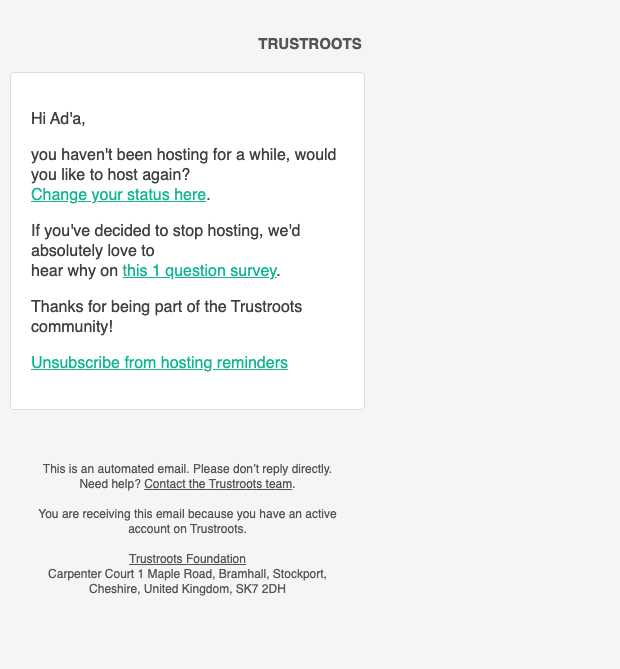 TRUSTROOTS
Hi Ad'a,
you haven't been hosting for a while, would
you like to host again?
Change your status here.
If you've decided to stop hosting, we'd
absolutely love to
hear why on this 1 question survey.
Thanks for being part of the Trustroots
community!
Unsubscribe from hosting reminders
This is an automated email. Please don’t reply directly.
Need help? Contact the Trustroots team.
You are receiving this email because you have an active
account on Trustroots.
Trustroots Foundation
Carpenter Court 1 Maple Road, Bramhall, Stockport,
Cheshire, United Kingdom, SK7 2DH